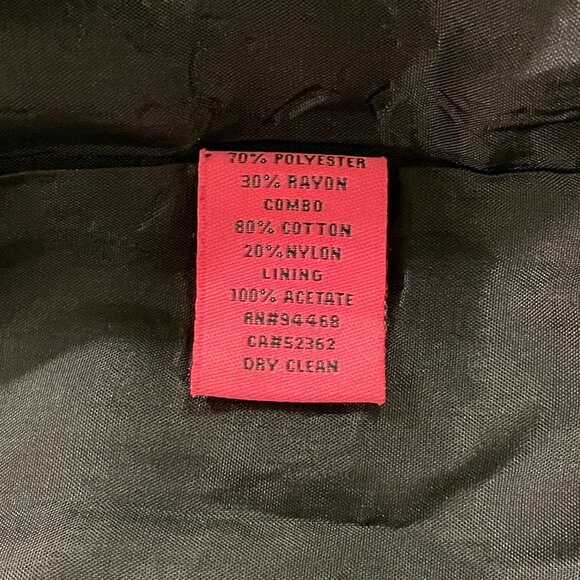 70% POLYESTER
30% RAYON
COMBO
80% COTTON
20%NYLON
LINING
100% ACETATE
RN#94468
CA#52362
DRY CLEAN